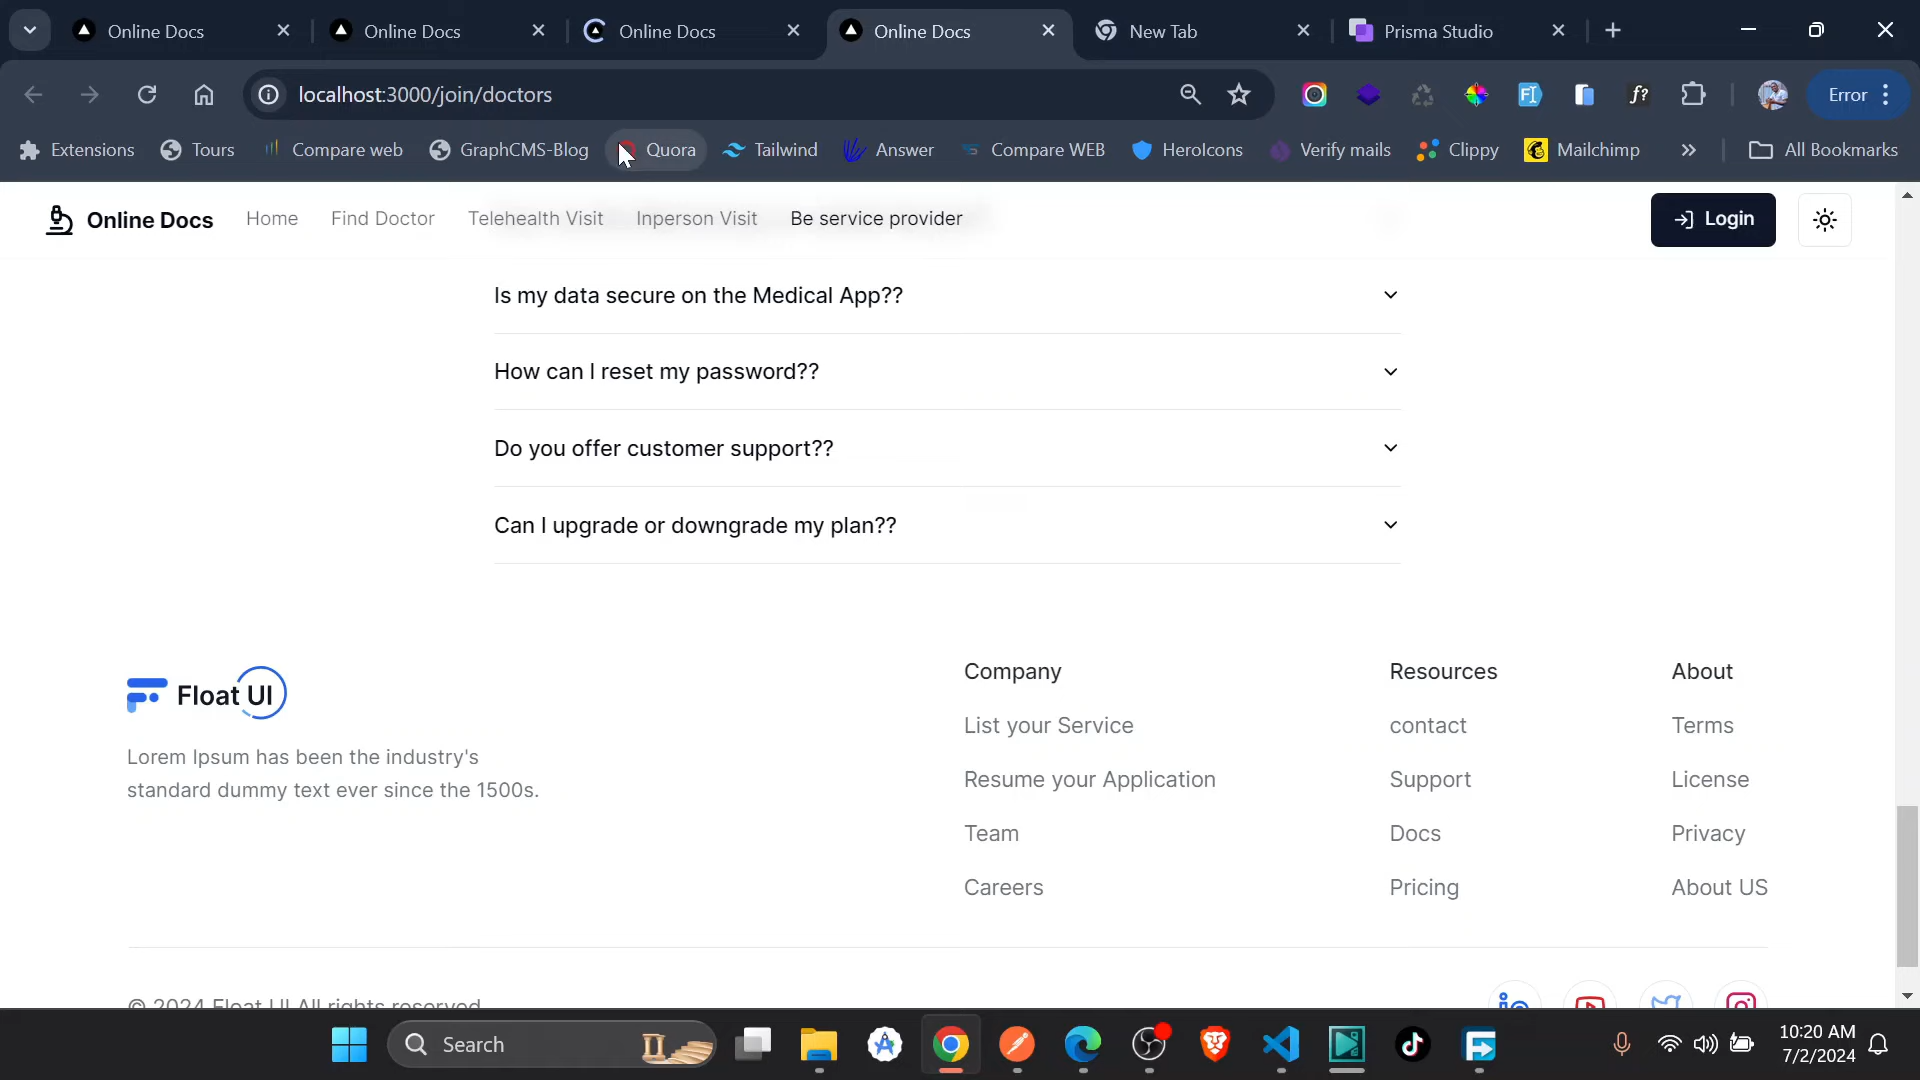 Online Docs
Online Docs
Online Docs
Online Docs
New Tab
Prisma Studio
localhost:3000/join/doctors
Error
Extensions
Tours
Compare web
GraphCMS-Blog
Quora
Tailwind
Answer
Compare WEB
HeroIcons
Verify mails
Clippy
Mailchimp
All Bookmarks
Online Docs
Home
Find Doctor
Telehealth Visit
Inperson Visit
Be service provider
Login
Is my data secure on the Medical App??
How can I reset my password??
Do you offer customer support??
Can I upgrade or downgrade my plan??
Float UI
Lorem Ipsum has been the industry's
standard dummy text ever since the 1500s.
Company
List your Service
Resume your Application
Team
Careers
Resources
contact
Support
Docs
Pricing
About
Terms
License
Privacy
About US
© 2024 Float UI All rights reserved
Search
10:20 AM
7/2/2024